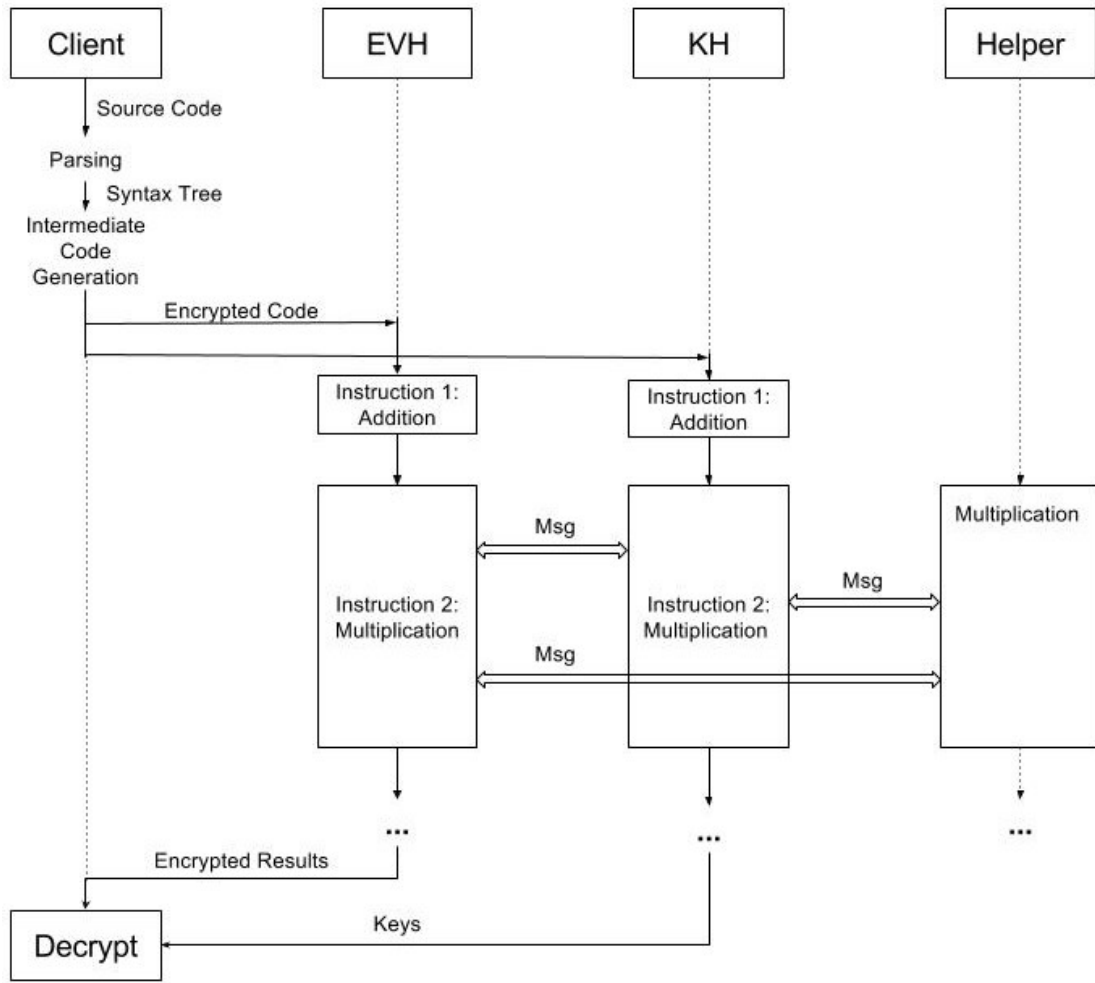 Client
EVH
KH
Helper
Source Code
Parsing
Syntax Tree
Intermediate
Code
Generation
Encrypted Code
Instruction 1:
Addition
Instruction 1:
Addition
Multiplication
Msg
Msg
Instruction 2:
Multiplication
Instruction 2:
Multiplication
Msg
...
...
...
Encrypted Results
Keys
Decrypt